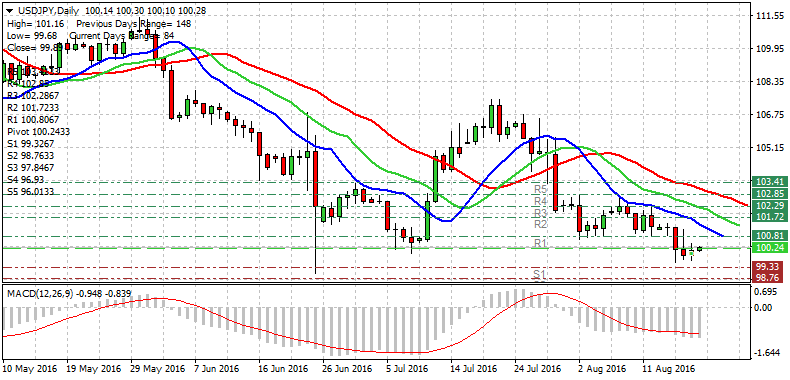 USDJPY,Daily 100.14 100.30 100.10 100.28
High= 101.16 Previous Days Range= 148
Low= 99.68 Current Days Range= 84
Close= 99.89
R3 102.2867
R2 101.7233
R1 100.8067
Pivot 100.2433
S1 99.3267
S2 98.7633
S3 97.8467
S4 96.93
S5 96.0133
R5
R4
R3
R2
R1
S1
111.55
109.95
108.35
106.75
105.15
103.41
102.85
102.29
101.72
100.81
100.24
99.33
98.76
MACD(12,26,9) -0.948 -0.839
0.695
0.00
-1.644
10 May 2016
19 May 2016
29 May 2016
7 Jun 2016
16 Jun 2016
26 Jun 2016
5 Jul 2016
14 Jul 2016
24 Jul 2016
2 Aug 2016
11 Aug 2016